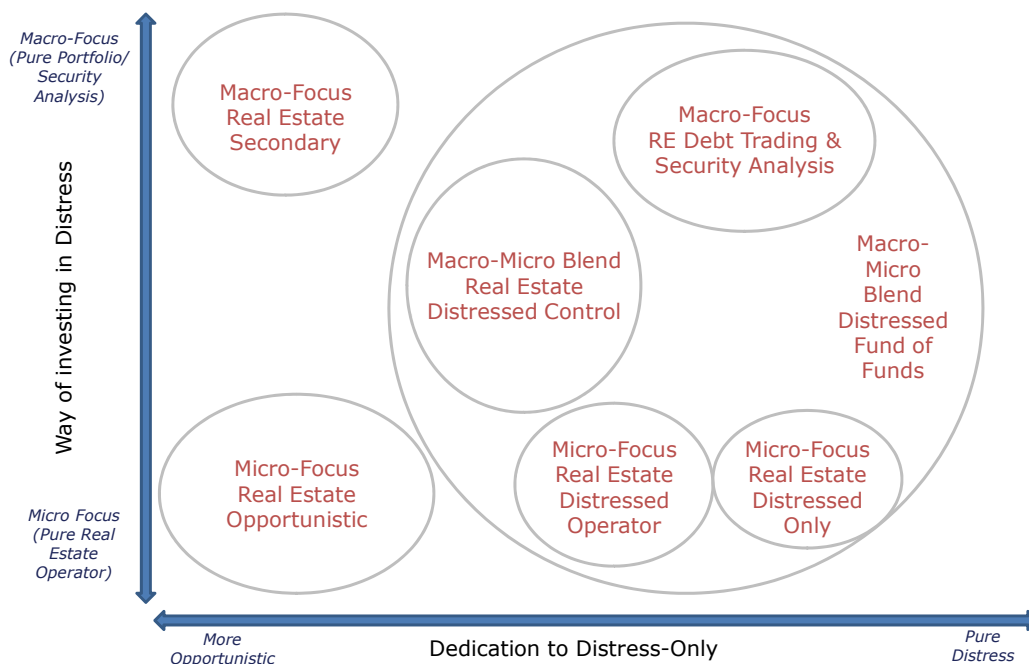 Macro-Focus
(Pure Portfolio/
Security
Analysis)
Way of investing in Distress
Micro Focus
(Pure Real
Estate
Operator)
Macro-Focus
Real Estate
Secondary
Macro-Focus
RE Debt Trading &
Security Analysis
Macro-Micro Blend
Real Estate
Distressed Control
Macro-
Micro
Blend
Distressed
Fund of
Funds
Micro-Focus
Real Estate
Opportunistic
Micro-Focus
Real Estate
Distressed
Operator
Micro-Focus
Real Estate
Distressed
Only
More
Opportunistic
Dedication to Distress-Only
Pure
Distress